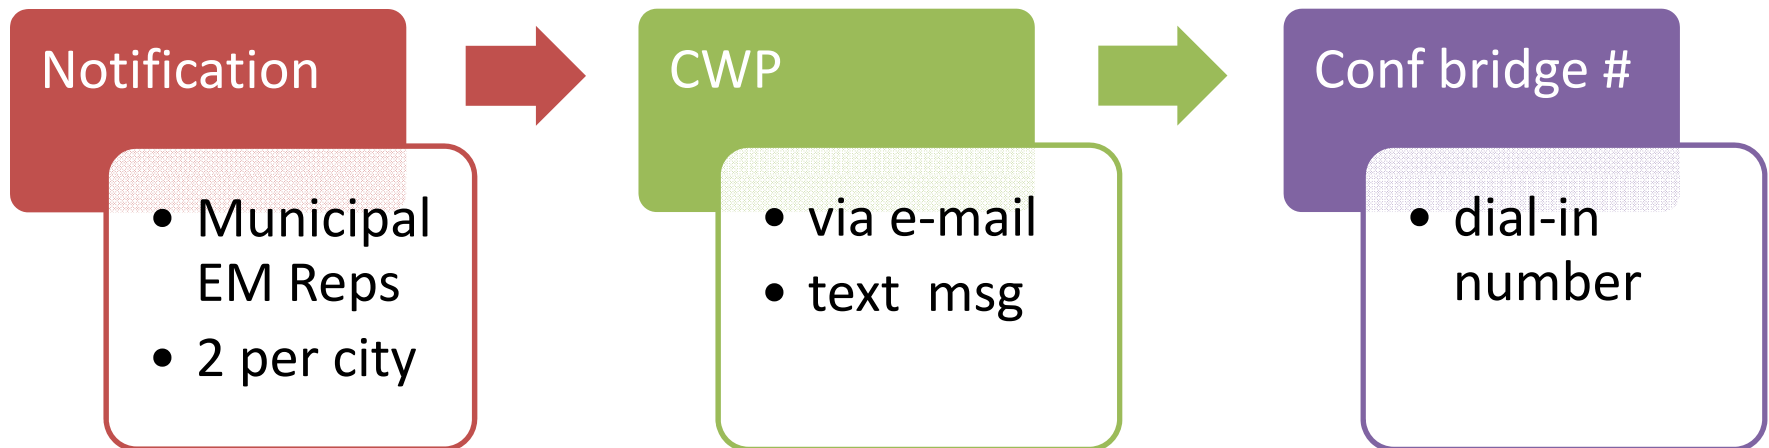 Notification
• Municipal
EM Reps
• 2 per city
CWP
• via e-mail
• text  msg
Conf bridge #
• dial-in
number